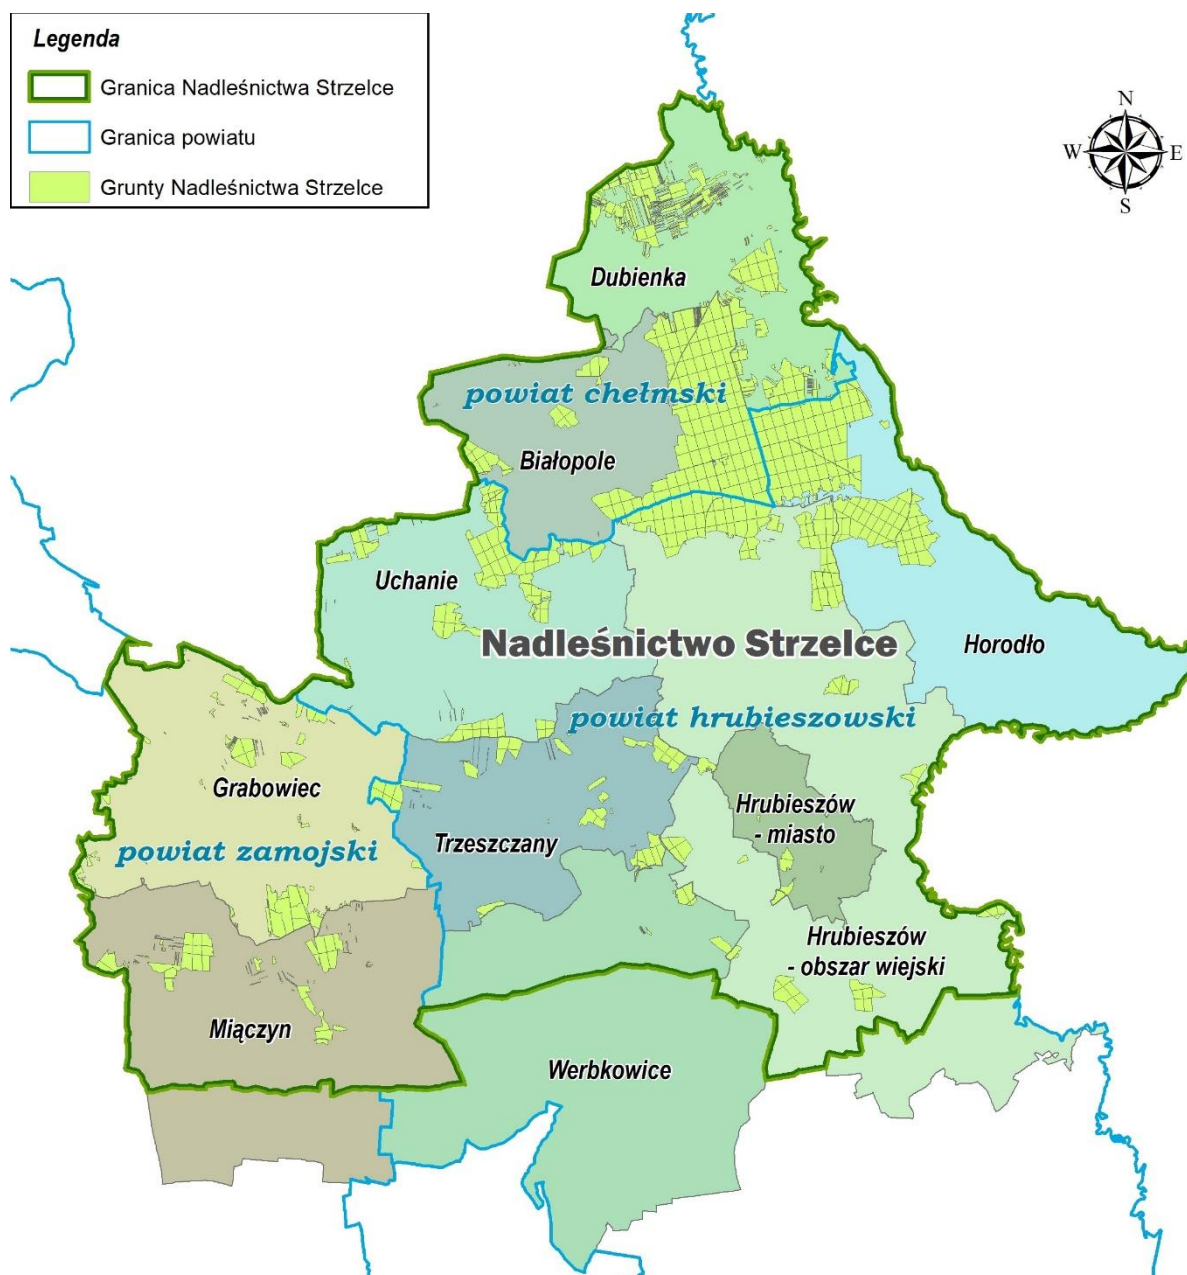 Legenda
Granica Nadleśnictwa Strzelce
Granica powiatu
Grunty Nadleśnictwa Strzelce
N
W
E
S
Dubienka
powiat chełmski
Białopole
Uchanie
Nadleśnictwo Strzelce
Horodło
powiat hrubieszowski
Grabowiec
Hrubieszów
- miasto
Trzeszczany
powiat zamojski
Hrubieszów
- obszar wiejski
Miączyn
Werbkowice